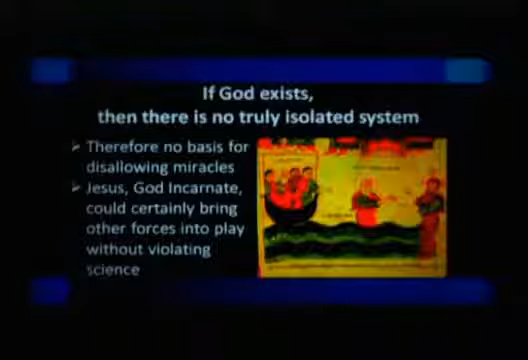 If God exists,
then there is no truly isolated system
Therefore no basis for
disallowing miracles
Jesus, God Incarnate,
could certainly bring
other forces into play
without violating
science